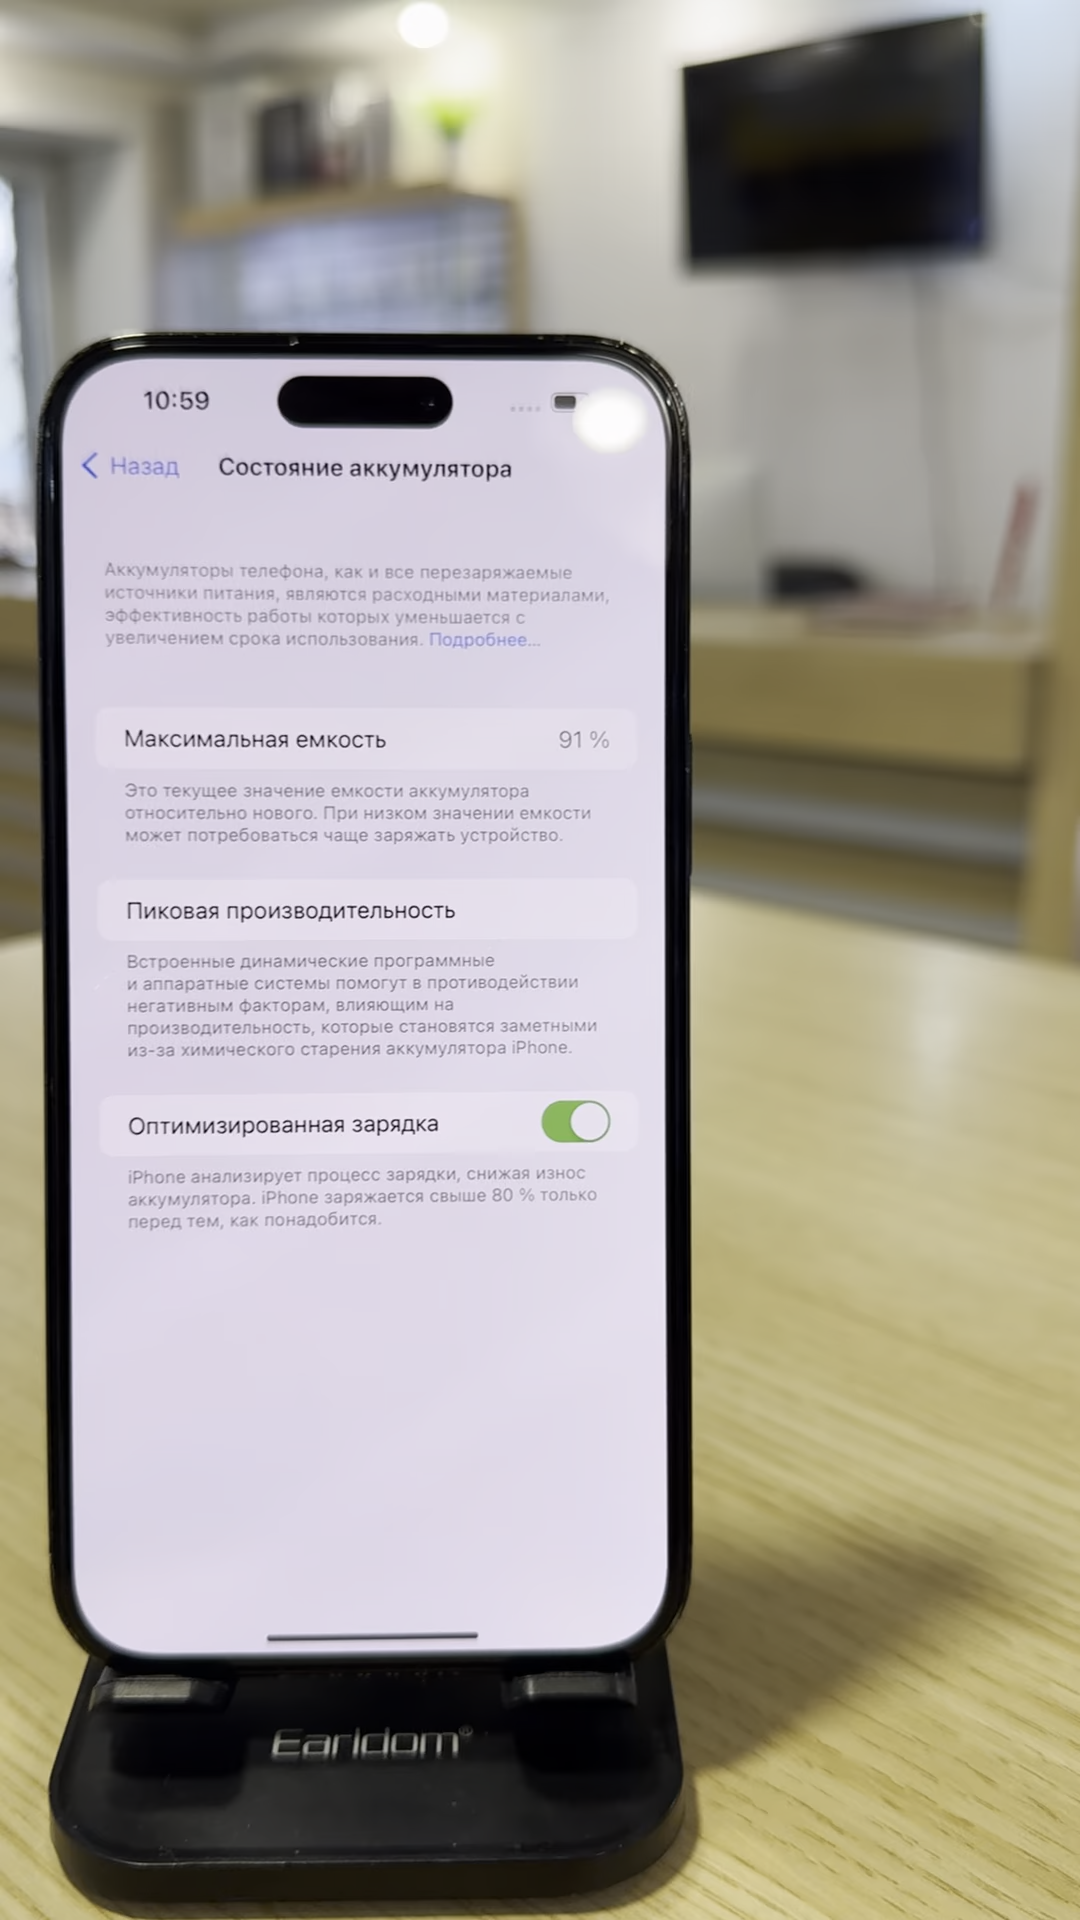 10:59
Назад Состояние аккумулятора
Аккумуляторы телефона, как и все перезаряжаемые
источники питания, являются расходными материалами,
эффективность работы которых уменьшается с
увеличением срока использования. Подробнее...
Максимальная емкость 91 %
Это текущее значение емкости аккумулятора
относительно нового. При низком значении емкости
может потребоваться чаще заряжать устройство.
Пиковая производительность
Встроенные динамические программные
и аппаратные системы помогут в противодействии
негативным факторам, влияющим на
производительность, которые становятся заметными
из-за химического старения аккумулятора iPhone.
Оптимизированная зарядка
iPhone анализирует процесс зарядки, снижая износ
аккумулятора. iPhone заряжается свыше 80 % только
перед тем, как понадобится.
Earldom®